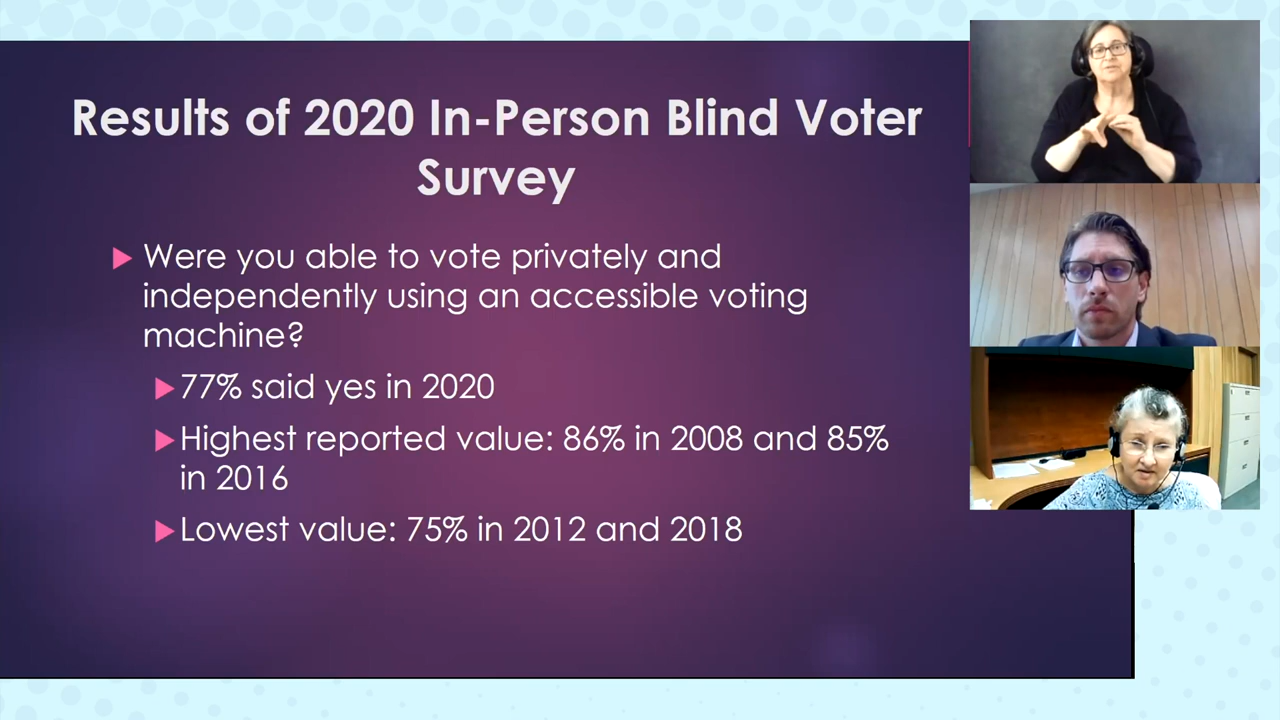 Results of 2020 In-Person Blind Voter
Survey
Were you able to vote privately and
independently using an accessible voting
machine?
77% said yes in 2020
Highest reported value: 86% in 2008 and 85%
in 2016
Lowest value: 75% in 2012 and 2018